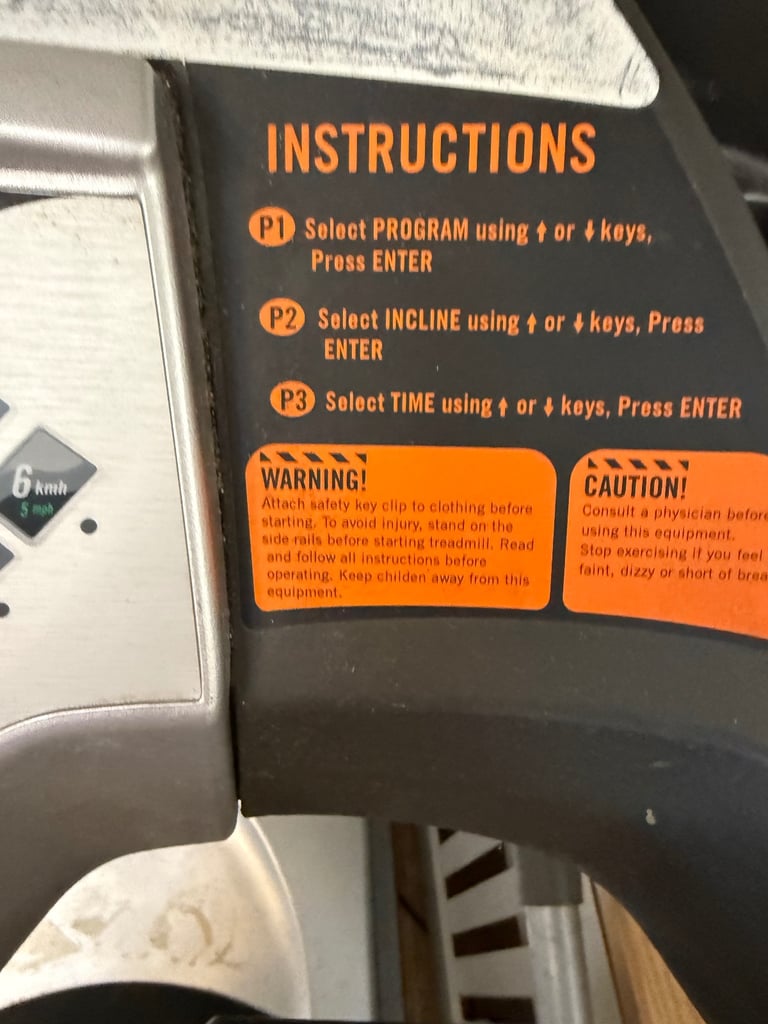 INSTRUCTIONS
P1 Select PROGRAM using ↑ or ↓ keys,
Press ENTER
P2 Select INCLINE using ↑ or ↓ keys, Press
ENTER
P3 Select TIME using ↑ or ↓ keys, Press ENTER
WARNING!
Attach safety key clip to clothing before
starting. To avoid injury, stand on the
side rails before starting treadmill. Read
and follow all instructions before
operating. Keep childen away from this
equipment.
CAUTION!
Consult a physician before
using this equipment.
Stop exercising if you feel
faint, dizzy or short of
6 kmh
5 mph